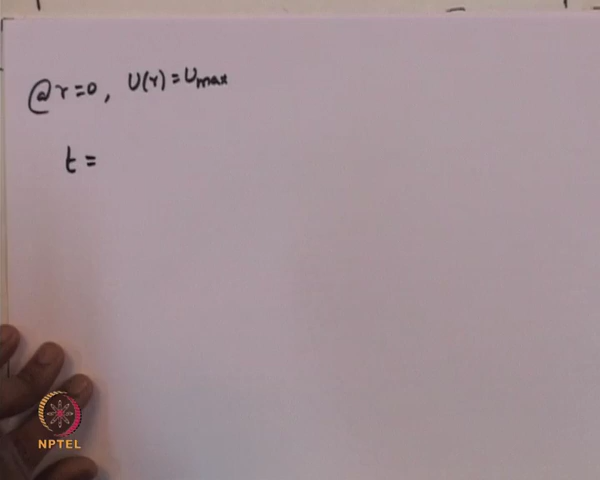 @ r=0, U(r) = Umax
t =
NPTEL